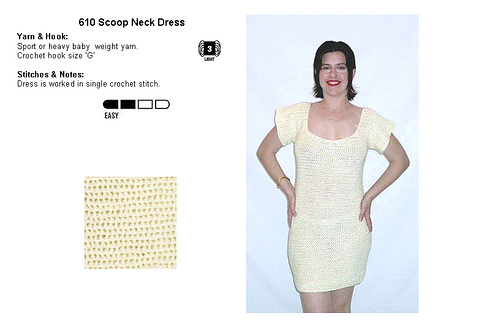 610 Scoop Neck Dress
Yarn & Hook:
Sport or heavy baby  weight yarn.
Crochet hook size 'G'
3
LIGHT
Stitches & Notes:
Dress is worked in single crochet stitch.
EASY